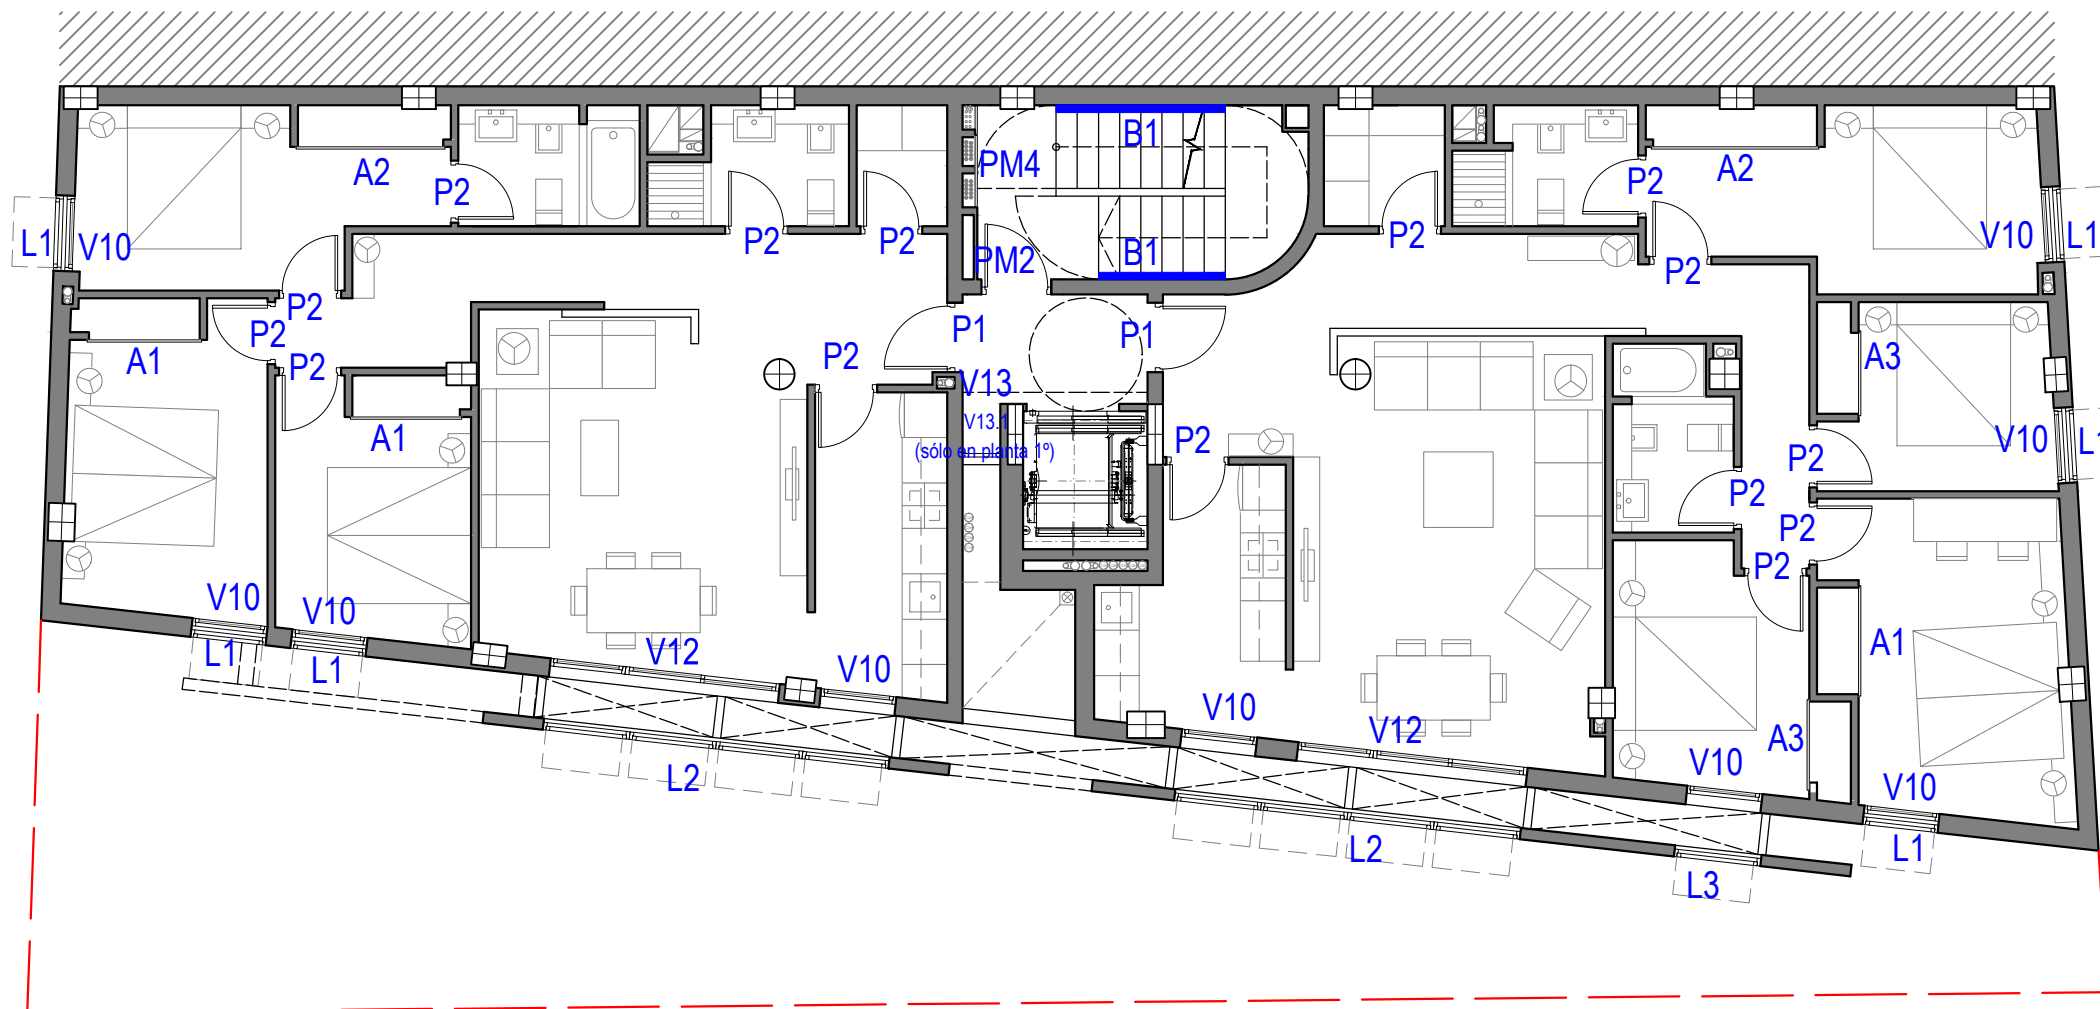 B1
PM4
A2
P2
P2
A2
L1
V10
P2
P2
PM2
B1
P2
P2
V10
L1
P2
P2
P2
A1
P1
P1
P2
A3
V13
V13.1
(sólo en planta 1º)
A1
P2
V10
L1
P2
P2
P2
P2
V10
V10
L1
L1
V12
V10
A1
V10
V12
A3
V10
V10
L2
L2
L3
L1